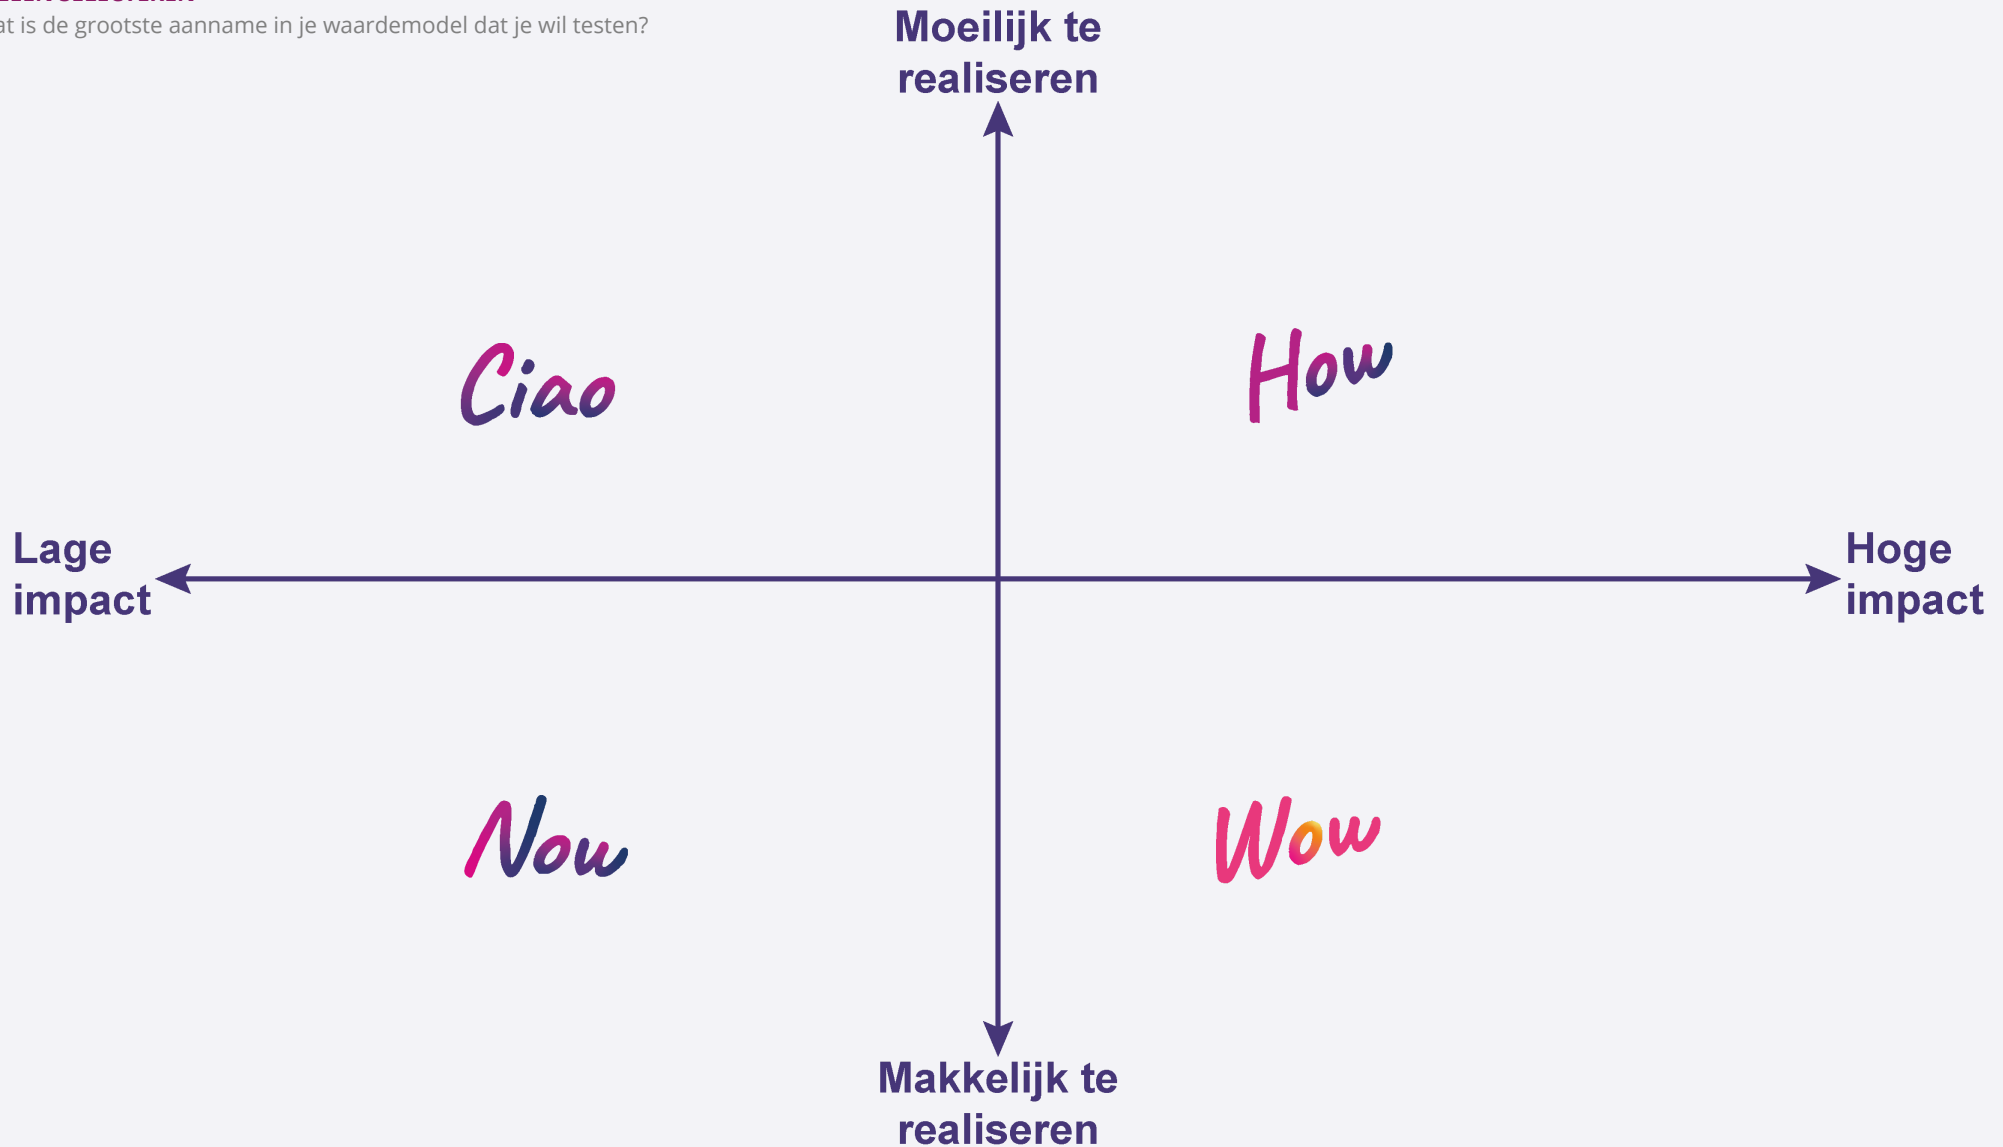 is de grootste aanname in je waardemodel dat je wil testen?
Moeilijk te
realiseren
Ciao
How
Lage
impact
Hoge
impact
Now
Wow
Makkelijk te
realiseren